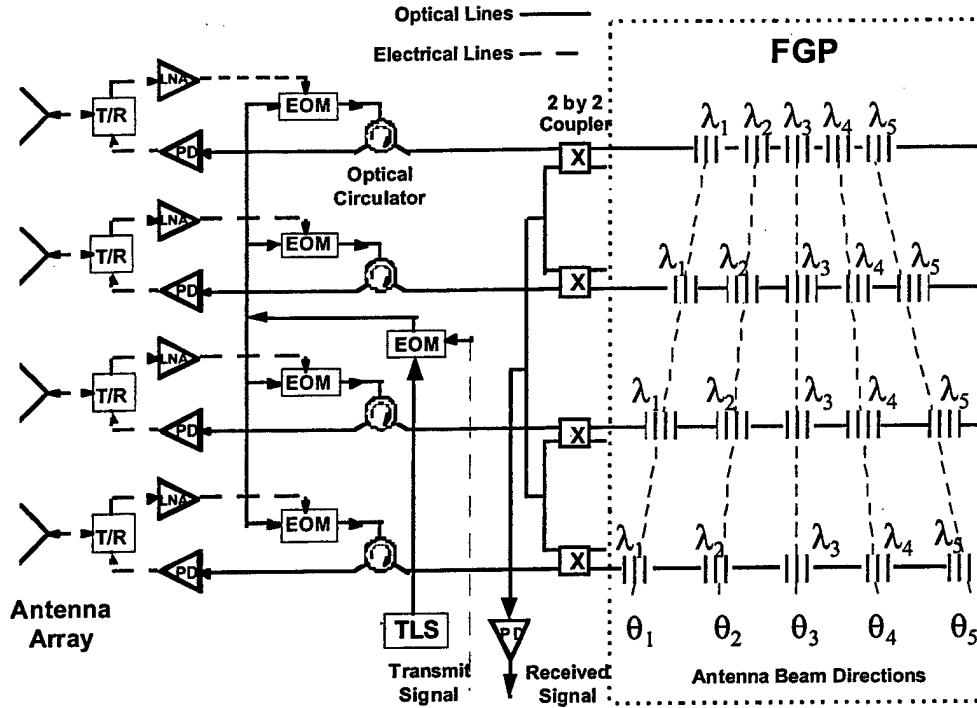 Optical Lines
Electrical Lines
FGP
LNA
T/R
EOM
PD
Optical
Circulator
2 by 2
Coupler
X
λ1 λ2 λ3 λ4 λ5
LNA
T/R
EOM
PD
X
λ1 λ2 λ3 λ4 λ5
EOM
LNA
T/R
EOM
PD
X
λ1 λ2 λ3 λ4 λ5
LNA
T/R
EOM
PD
X
λ1 λ2 λ3 λ4 λ5
Antenna
Array
TLS
PD
θ1 θ2 θ3 θ4 θ5
Transmit
Signal
Received
Signal
Antenna Beam Directions